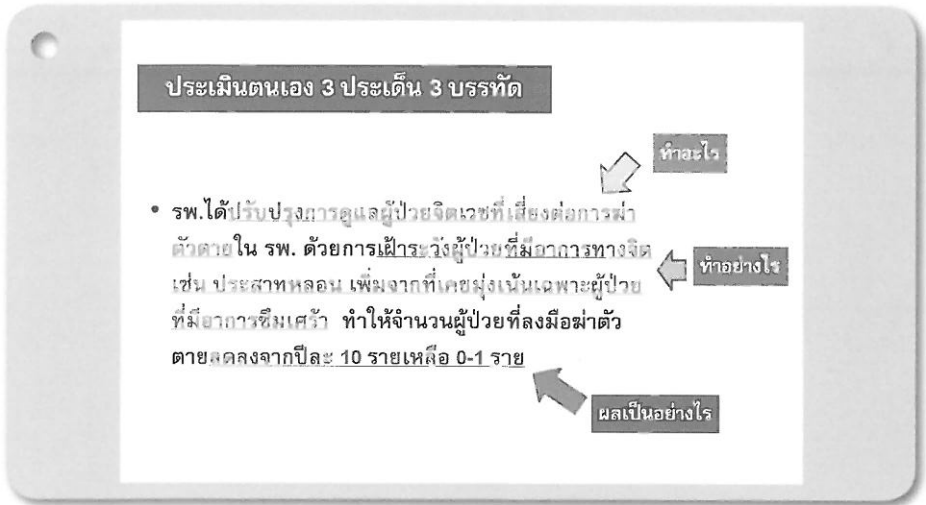 ประเมินตนเอง 3 ประเด็น 3 บรรทัด
ทำอะไร
• รพ.ได้ปรับปรุงการดูแลผู้ป่วยจิตเวชที่เสี่ยงต่อการฆ่า
ตัวตายใน รพ. ด้วยการเฝ้าระวังผู้ป่วยที่มีอาการทางจิต
ทำอย่างไร
เช่น ประสาทหลอน เพิ่มจากที่เคยมุ่งเน้นเฉพาะผู้ป่วย
ที่มีอาการซึมเศร้า ทำให้จำนวนผู้ป่วยที่ลงมือฆ่าตัว
ตายลดลงจากปีละ 10 รายเหลือ 0-1 ราย
ผลเป็นอย่างไร